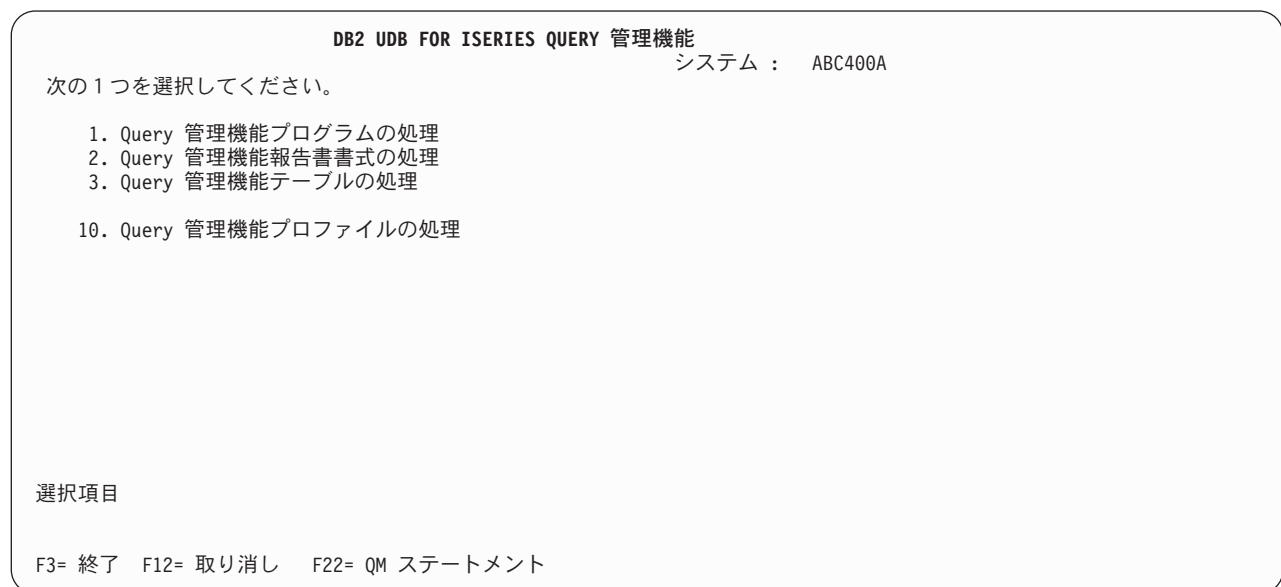 DB2 UDB FOR ISERIES QUERY 管理機能
システム : ABC400A
次の１つを選択してください。
1. Query 管理機能プログラムの処理
2. Query 管理機能報告書書式の処理
3. Query 管理機能テーブルの処理
10. Query 管理機能プロファイルの処理
選択項目
F3= 終了 F12= 取り消し F22= QM ステートメント